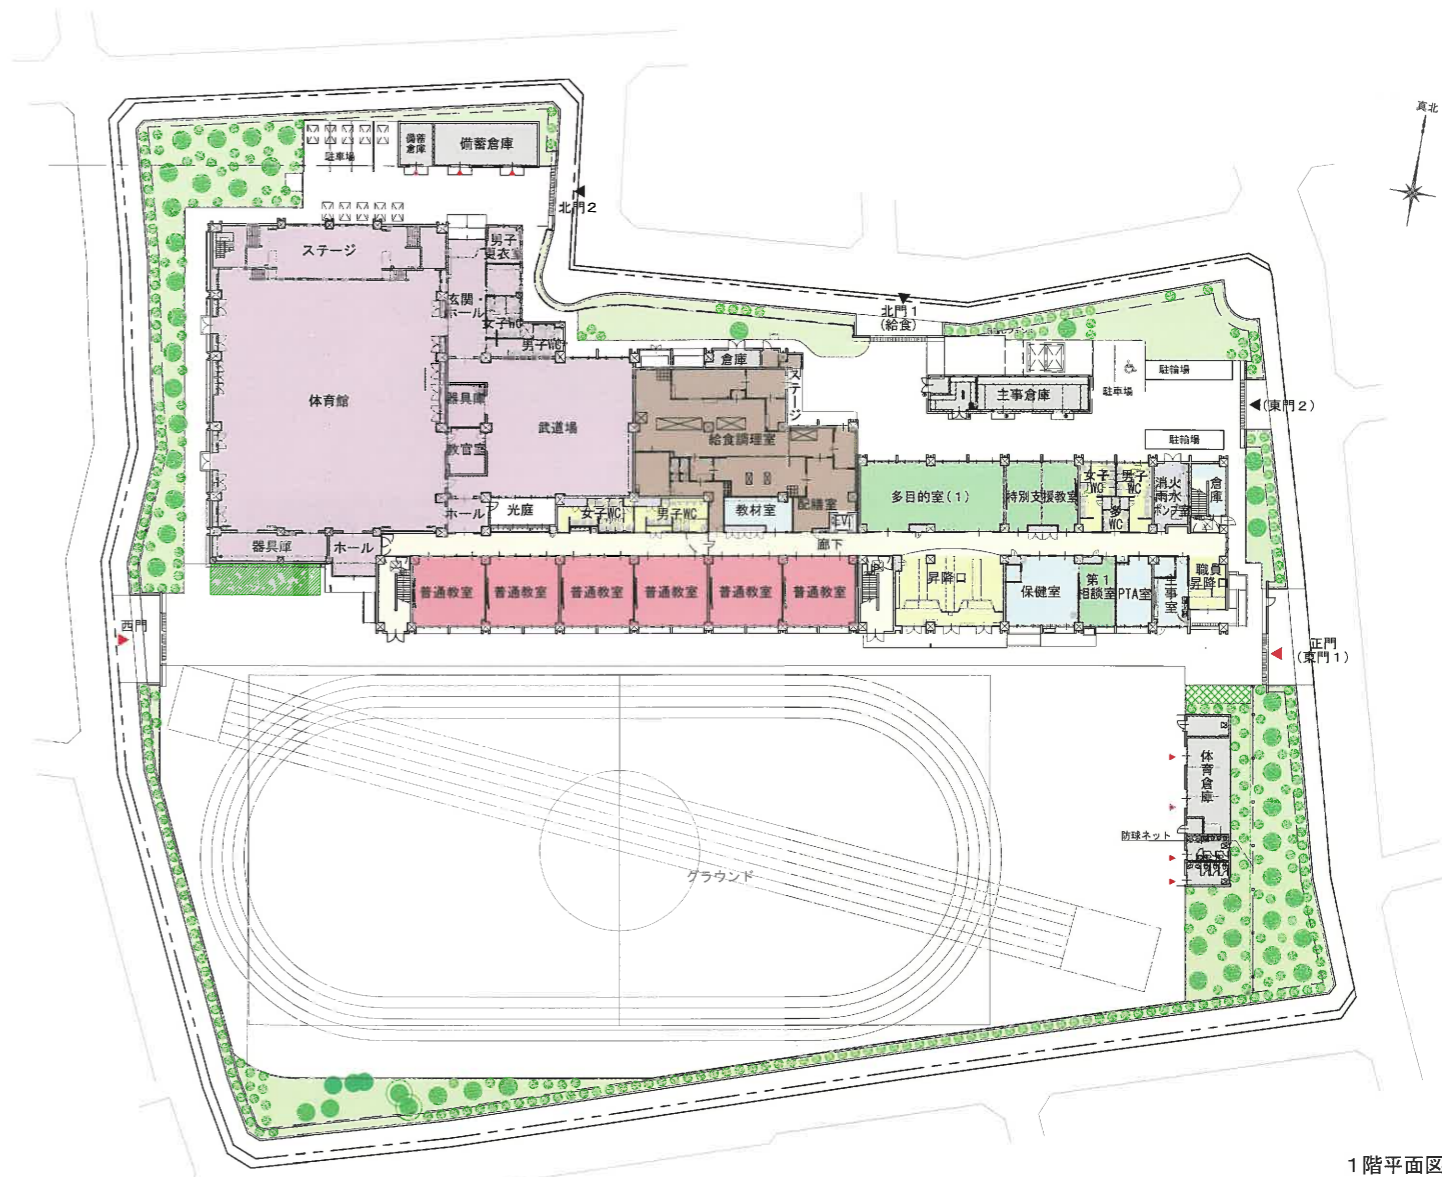 真北
備蓄
倉庫
備蓄倉庫
駐車場
北門2
ステージ
男子
更衣室
玄関・
ホール
女子WC
男子WC
北門1
(給食)
倉庫
ステージ
駐輪場
駐車場
主事倉庫
(東門2)
体育館
器具庫
武道場
給食調理室
教官室
駐輪場
多目的室(1)
特別支援教室
女子
WC
男子
WC
多
WC
消火
雨水
ポンプ室
倉庫
ホール
光庭
女子WC
男子WC
教材室
配膳室
EV
廊下
器具庫
ホール
普通教室
普通教室
普通教室
普通教室
普通教室
普通教室
昇降口
保健室
第1
相談室
PTA室
主事室
職員
昇降口
西門
正門
(東門1)
体育倉庫
防球ネット
グラウンド
1階平面図